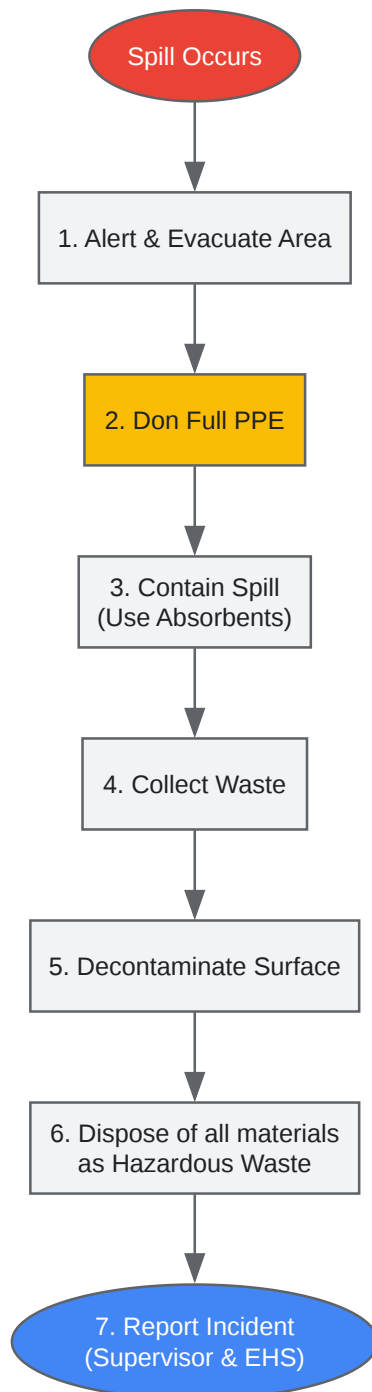 Spill Occurs
1. Alert & Evacuate Area
2. Don Full PPE
3. Contain Spill
(Use Absorbents)
4. Collect Waste
5. Decontaminate Surface
6. Dispose of all materials
as Hazardous Waste
7. Report Incident
(Supervisor & EHS)